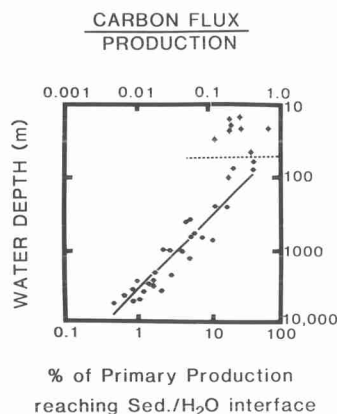 CARBON FLUX
PRODUCTION
0.001 0.01 0.1 1.0
10
100
1000
10,000
WATER DEPTH (m)
0.1 1 10 100
% of Primary Production
reaching Sed./H₂O interface